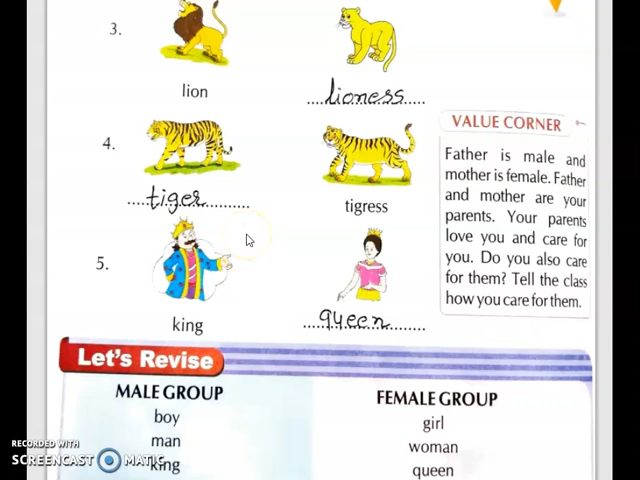 3.
lion
lioness
4.
tiger
tigress
5.
king
queen
VALUE CORNER
Father is male and
mother is female. Father
and mother are your
parents. Your parents
love you and care for
you. Do you also care
for them? Tell the class
how you care for them.
Let's Revise
MALE GROUP
FEMALE GROUP
boy
girl
man
woman
king
queen
RECORDED WITH
SCREENCAST MATIC